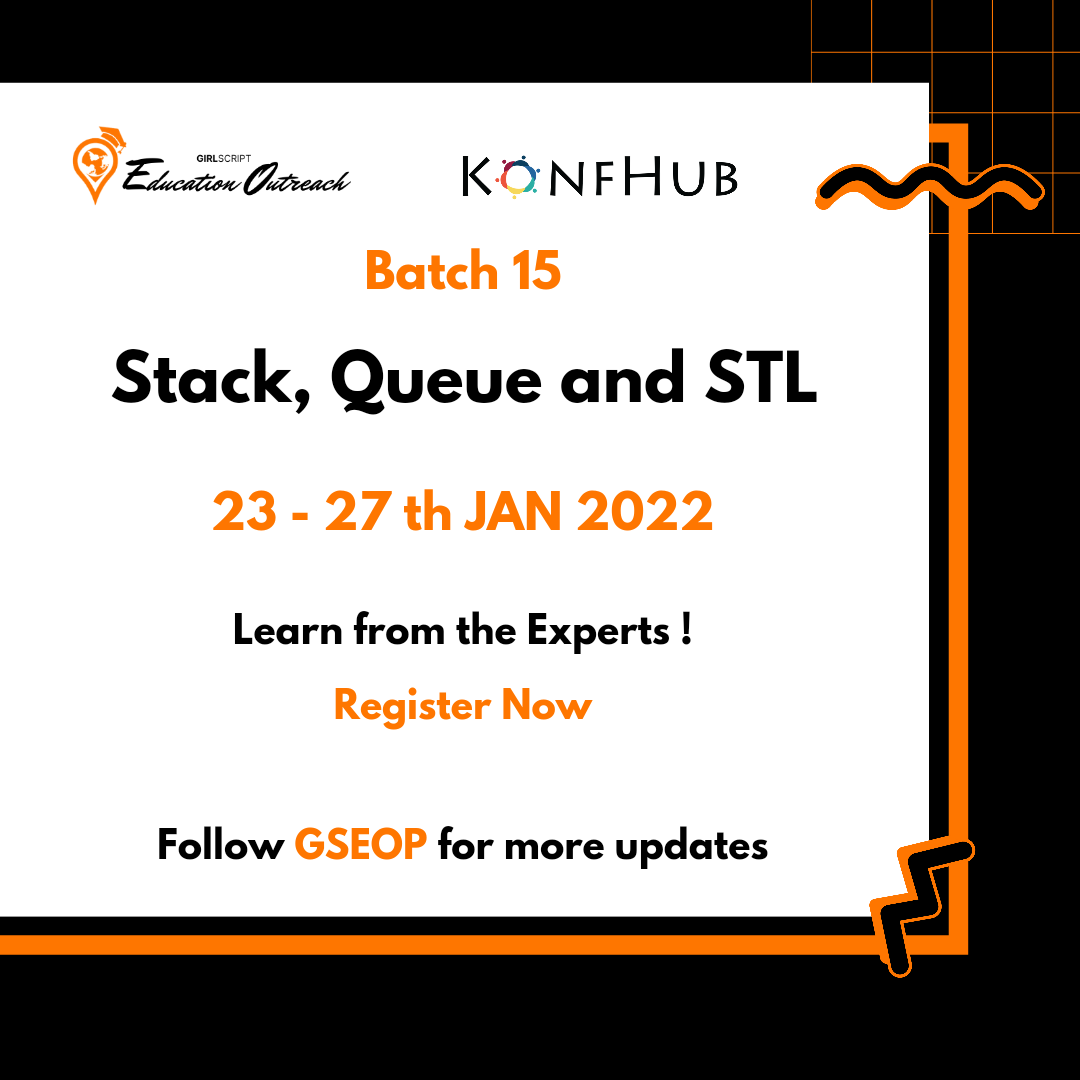 GIRLSCRIPT
Education Outreach
KONFHUB
Batch 15
Stack, Queue and STL
23 - 27 th JAN 2022
Learn from the Experts !
Register Now
Follow GSEOP for more updates